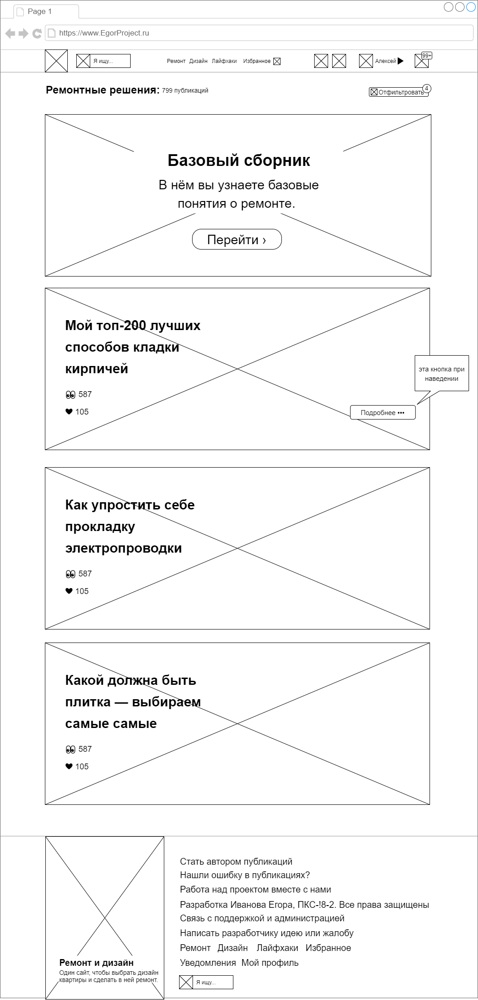 Page 1
https://www.EgorProject.ru
Я ищу...
Ремонт Дизайн Лайфхаки Избранное
Алексей
99+
Ремонтные решения: 799 публикаций
Отфильтровать
4
Базовый сборник
В нём вы узнаете базовые
понятия о ремонте.
Перейти ›
Мой топ-200 лучших
способов кладки
кирпичей
587
105
эта кнопка при
наведении
Подробнее •••
Как упростить себе
прокладку
электропроводки
587
105
Какой должна быть
плитка — выбираем
самые самые
587
105
Ремонт и дизайн
Один сайт, чтобы выбрать дизайн
квартиры и сделать в ней ремонт.
Стать автором публикаций
Нашли ошибку в публикациях?
Работа над проектом вместе с нами
Разработка Иванова Егора, ПКС-!8-2. Все права защищены
Связь с поддержкой и администрацией
Написать разработчику идею или жалобу
Ремонт Дизайн Лайфхаки Избранное
Уведомления Мой профиль
Я ищу...